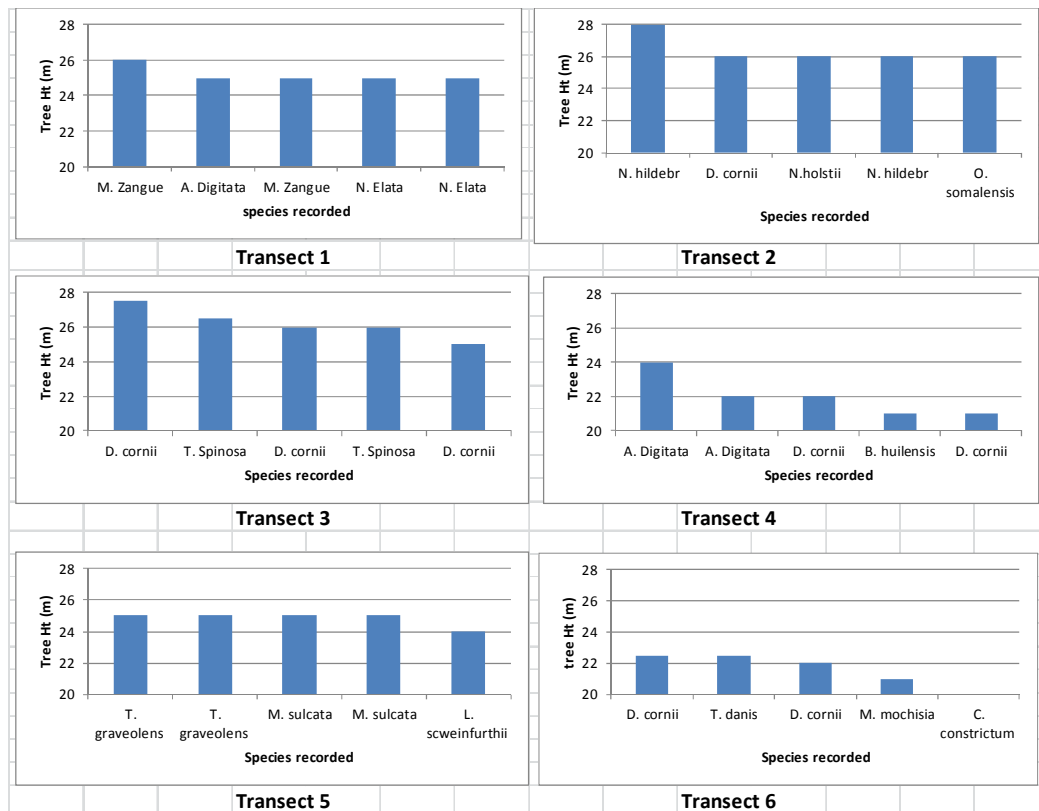 28
26
24
22
20
Tree Ht (m)
M. Zangue A. Digitata M. Zangue N. Elata N. Elata
species recorded
Transect 1
28
26
24
22
20
Tree Ht (m)
N. hildebr D. cornii N.holstii N. hildebr O.
somalensis
Species recorded
Transect 2
28
26
24
22
20
Tree Ht (m)
D. cornii T. Spinosa D. cornii T. Spinosa D. cornii
Species recorded
Transect 3
28
26
24
22
20
Tree Ht (m)
A. Digitata A. Digitata D. cornii B. huilensis D. cornii
Species recorded
Transect 4
28
26
24
22
20
Tree Ht (m)
T. T. M. sulcata M. sulcata L.
graveolens graveolens scweinfurthii
Species recorded
Transect 5
28
26
24
22
20
tree Ht (m)
D. cornii T. danis D. cornii M. mochisia C.
constrictum
Species recorded
Transect 6